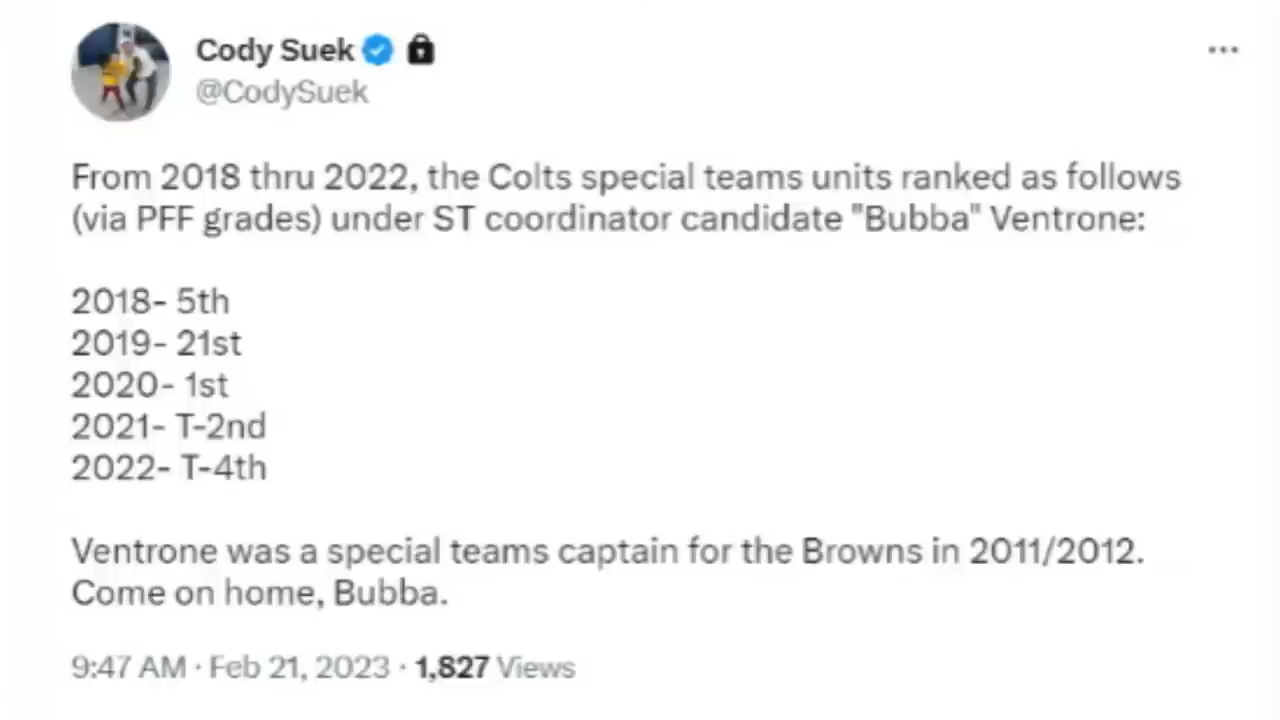 Cody Suek
@CodySuek
From 2018 thru 2022, the Colts special teams units ranked as follows
(via PFF grades) under ST coordinator candidate "Bubba" Ventrone:
2018- 5th
2019- 21st
2020- 1st
2021- T-2nd
2022- T-4th
Ventrone was a special teams captain for the Browns in 2011/2012.
Come on home, Bubba.
9:47 AM · Feb 21, 2023 · 1,827 Views